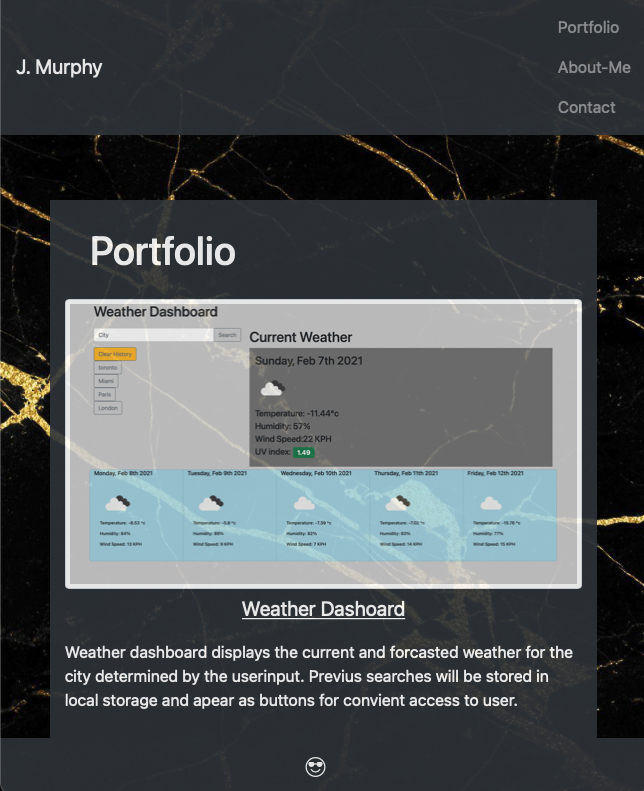 J. Murphy
Portfolio
About-Me
Contact
Portfolio
Weather Dashboard
City
Search
Clear History
toronto
Miami
Paris
London
Current Weather
Sunday, Feb 7th 2021
Temperature: -11.44°c
Humidity: 57%
Wind Speed:22 KPH
UV index: 1.49
Monday, Feb 8th 2021
Temperature: -8.53 °c
Humidity: 84%
Wind Speed: 13 KPH
Tuesday, Feb 9th 2021
Temperature: -5.9 °c
Humidity: 88%
Wind Speed: 9 KPH
Wednesday, Feb 10th 2021
Temperature: -7.59 °c
Humidity: 82%
Wind Speed: 7 KPH
Thursday, Feb 11th 2021
Temperature: -7.02 °c
Humidity: 83%
Wind Speed: 14 KPH
Friday, Feb 12th 2021
Temperature: -15.78 °c
Humidity: 77%
Wind Speed: 15 KPH
Weather Dashoard
Weather dashboard displays the current and forcasted weather for the
city determined by the userinput. Previus searches will be stored in
local storage and apear as buttons for convient access to user.